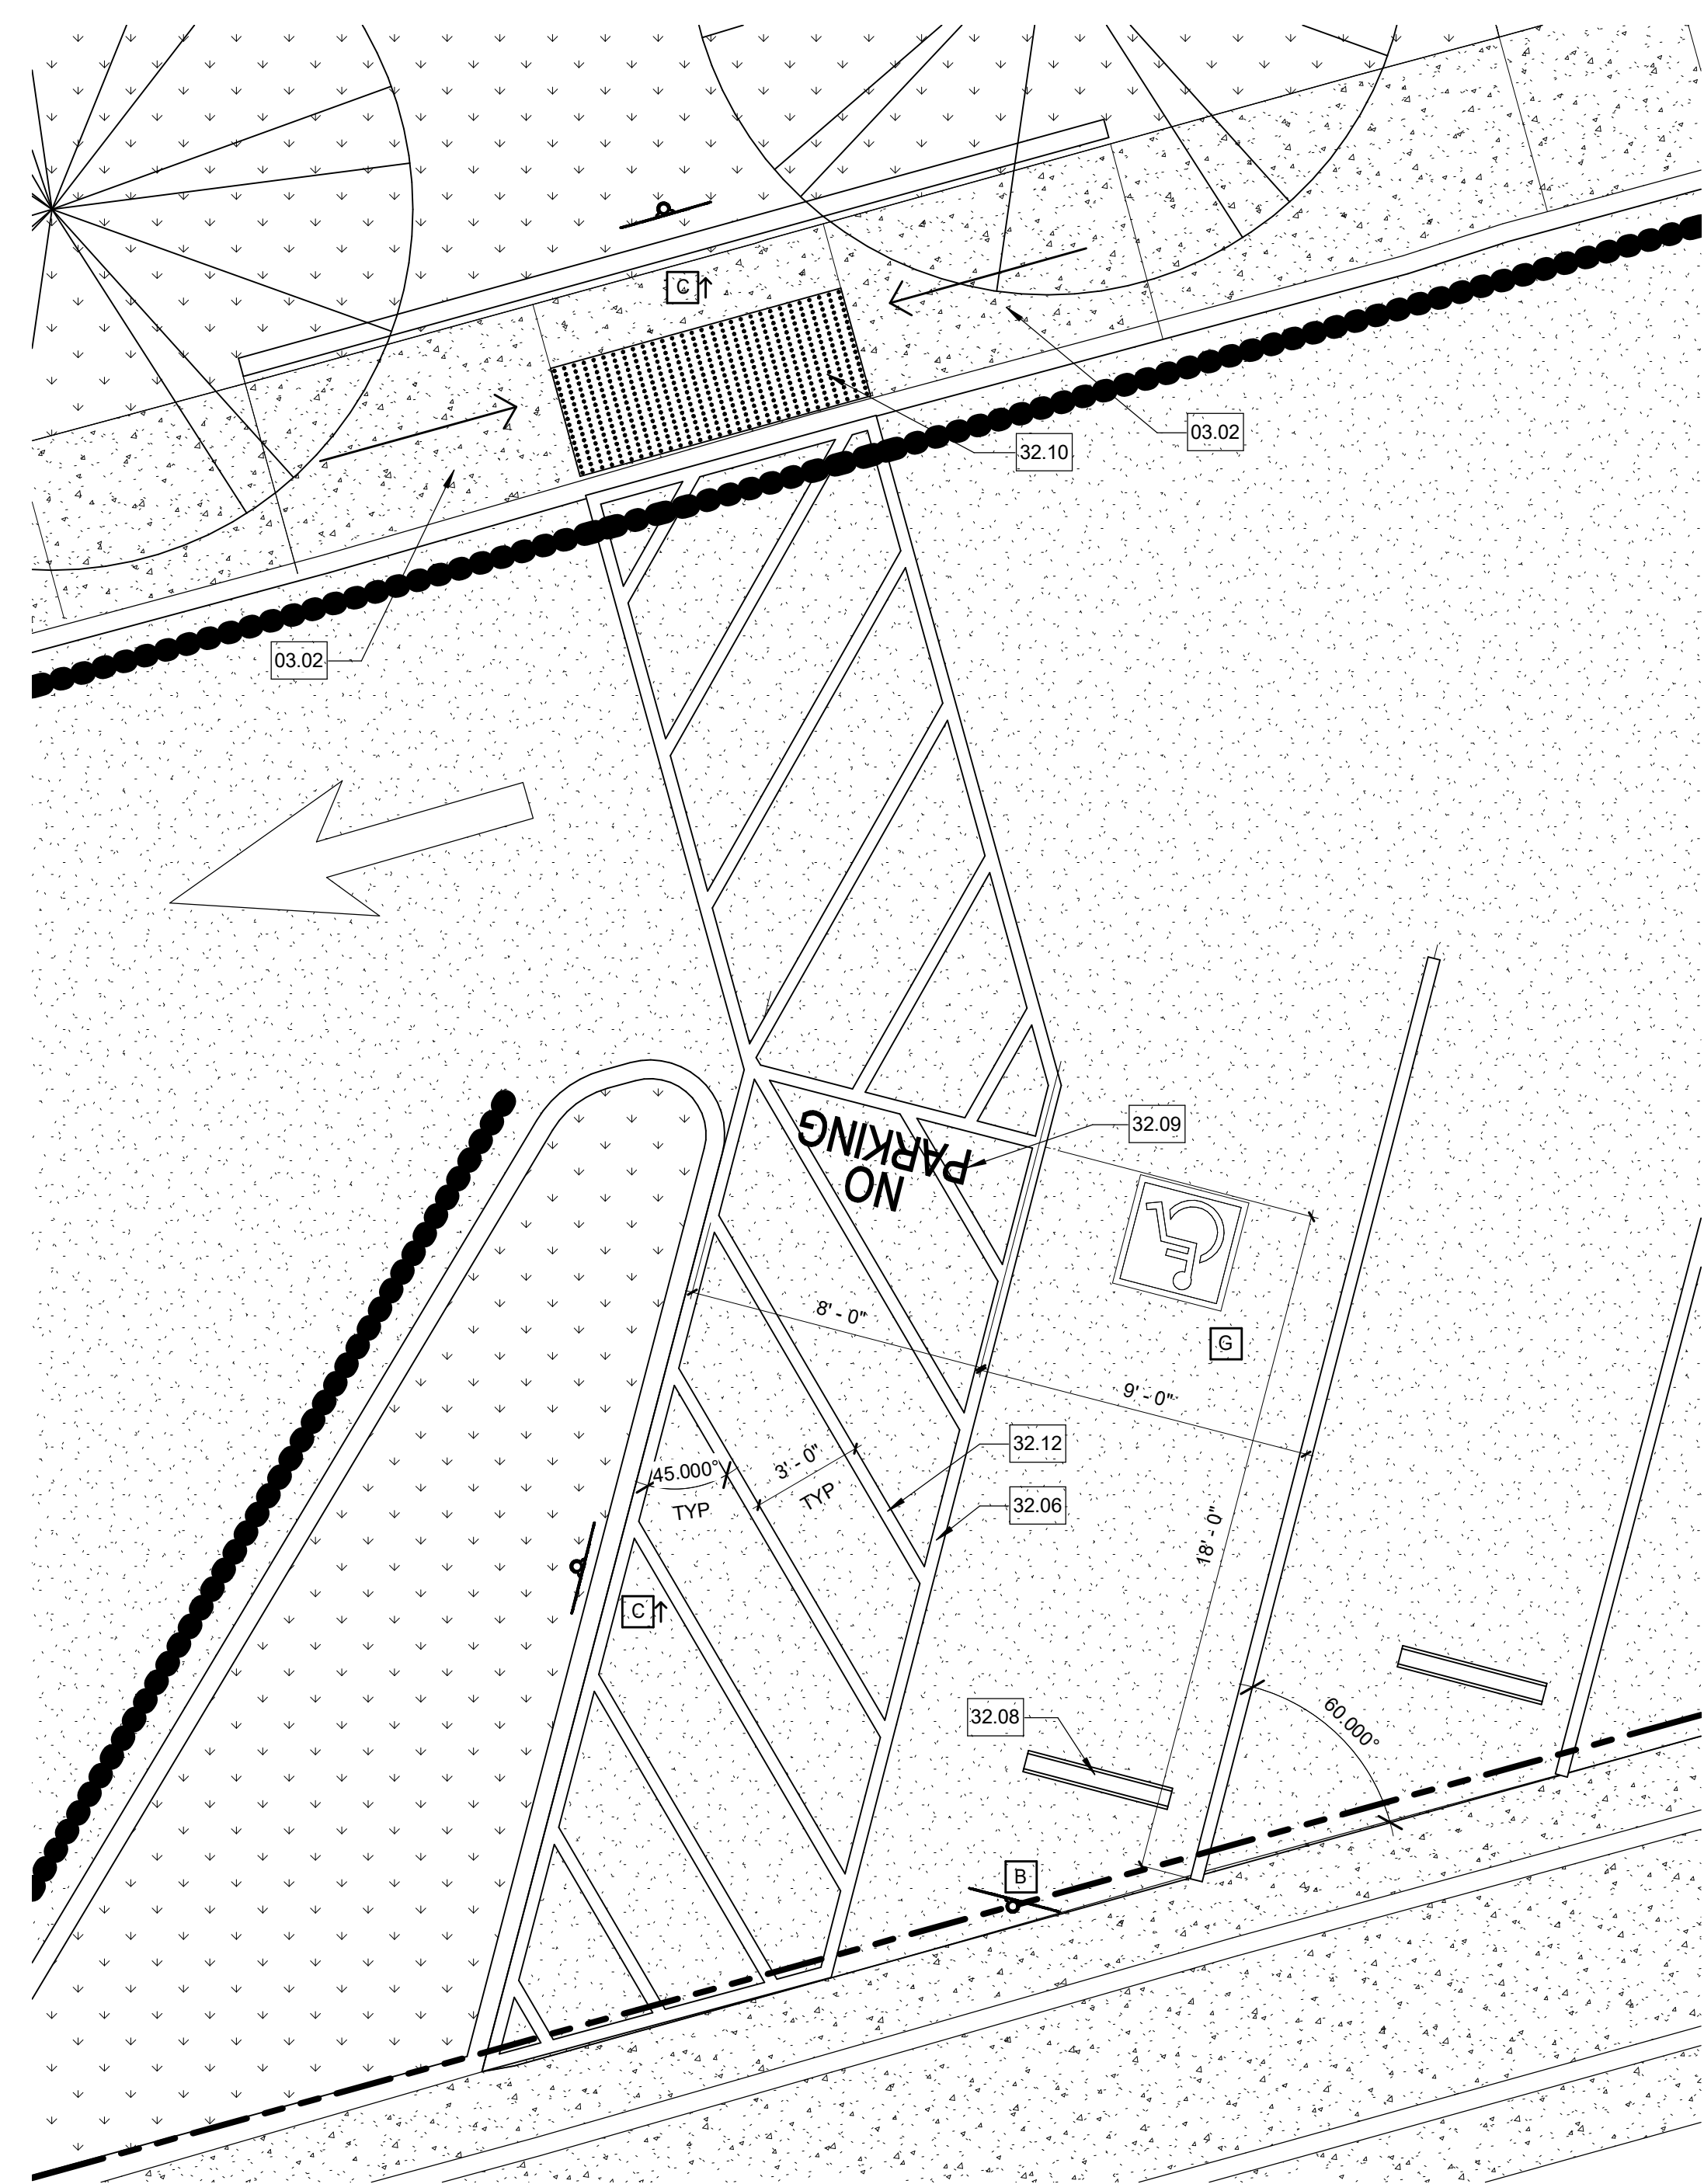 C
03.02
32.10
03.02
32.09
NO
PARKING
8' - 0"
G
9' - 0"
32.12
45.000°
TYP
3' - 0"
TYP
32.06
18' - 0"
C
32.08
60.000°
B